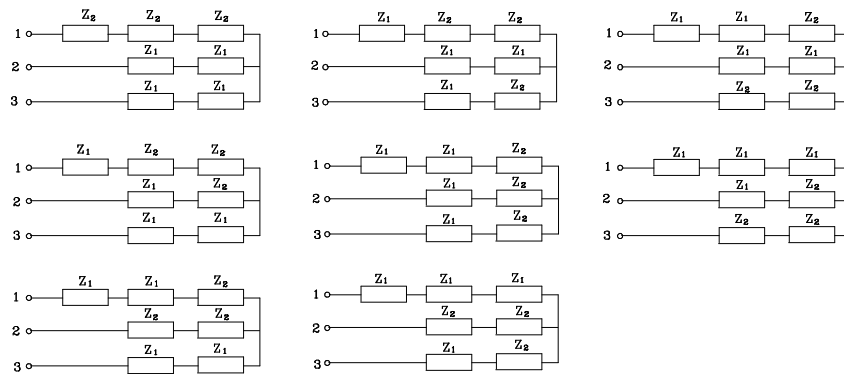 Z₂ Z₂ Z₂
1
Z₁ Z₁
2
Z₁ Z₁
3
Z₁ Z₂ Z₂
1
Z₁ Z₁
2
Z₁ Z₂
3
Z₁ Z₁ Z₂
1
Z₁ Z₁
2
Z₂ Z₂
3
Z₁ Z₂ Z₂
1
Z₁ Z₂
2
Z₁ Z₁
3
Z₁ Z₁ Z₂
1
Z₁ Z₂
2
Z₁ Z₂
3
Z₁ Z₁ Z₁
1
Z₁ Z₂
2
Z₂ Z₂
3
Z₁ Z₁ Z₂
1
Z₂ Z₂
2
Z₁ Z₁
3
Z₁ Z₁ Z₁
1
Z₂ Z₂
2
Z₁ Z₂
3